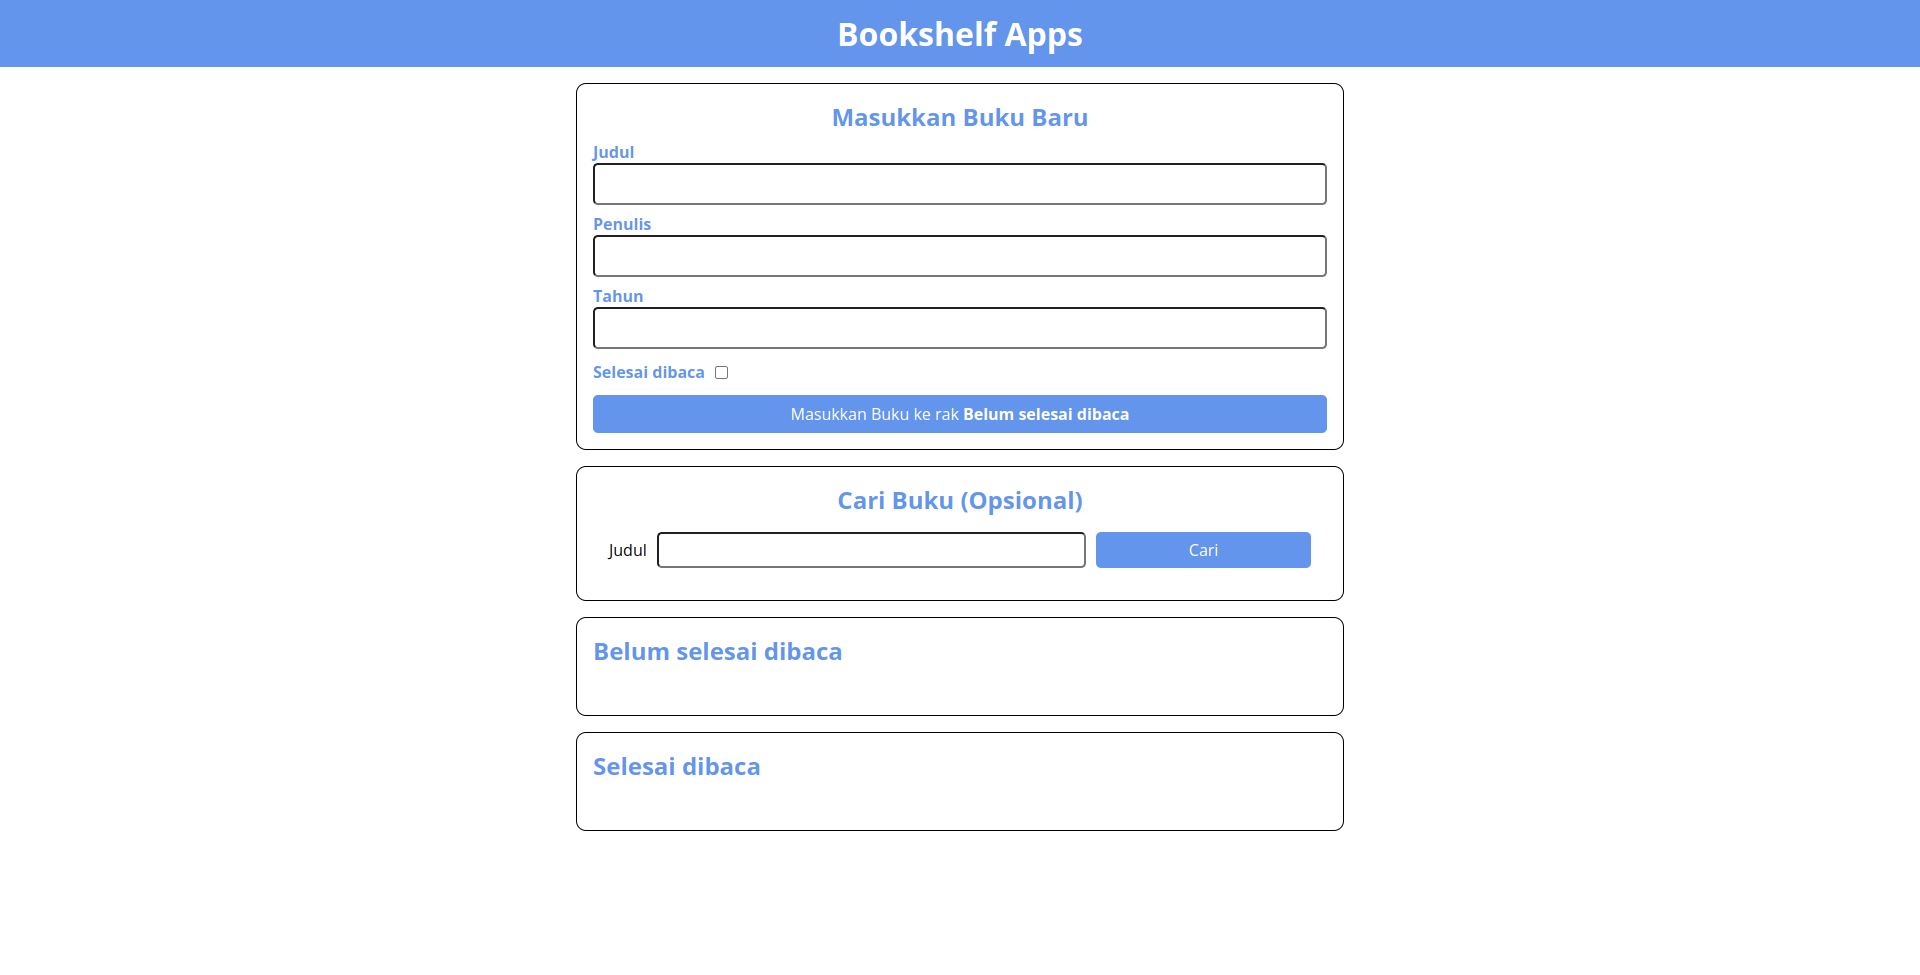 Bookshelf Apps
Masukkan Buku Baru
Judul
Penulis
Tahun
Selesai dibaca
Masukkan Buku ke rak Belum selesai dibaca
Cari Buku (Opsional)
Judul
Cari
Belum selesai dibaca
Selesai dibaca